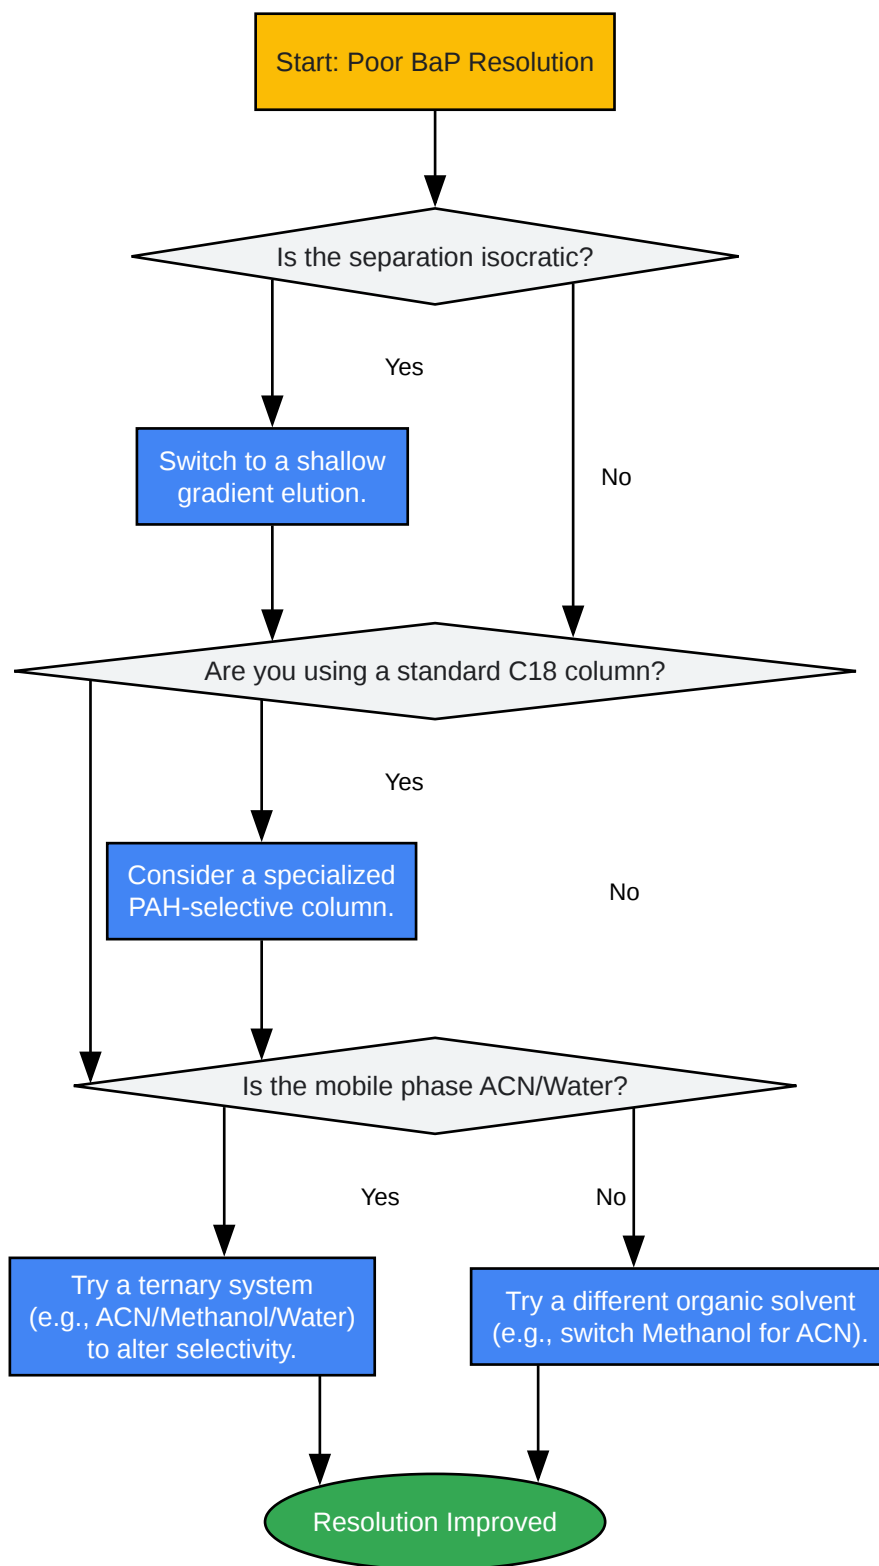 Start: Poor BaP Resolution
Is the separation isocratic?
Yes
Switch to a shallow
gradient elution.
No
Are you using a standard C18 column?
Yes
Consider a specialized
PAH-selective column.
No
Is the mobile phase ACN/Water?
Yes
No
Try a ternary system
(e.g., ACN/Methanol/Water)
to alter selectivity.
Try a different organic solvent
(e.g., switch Methanol for ACN).
Resolution Improved